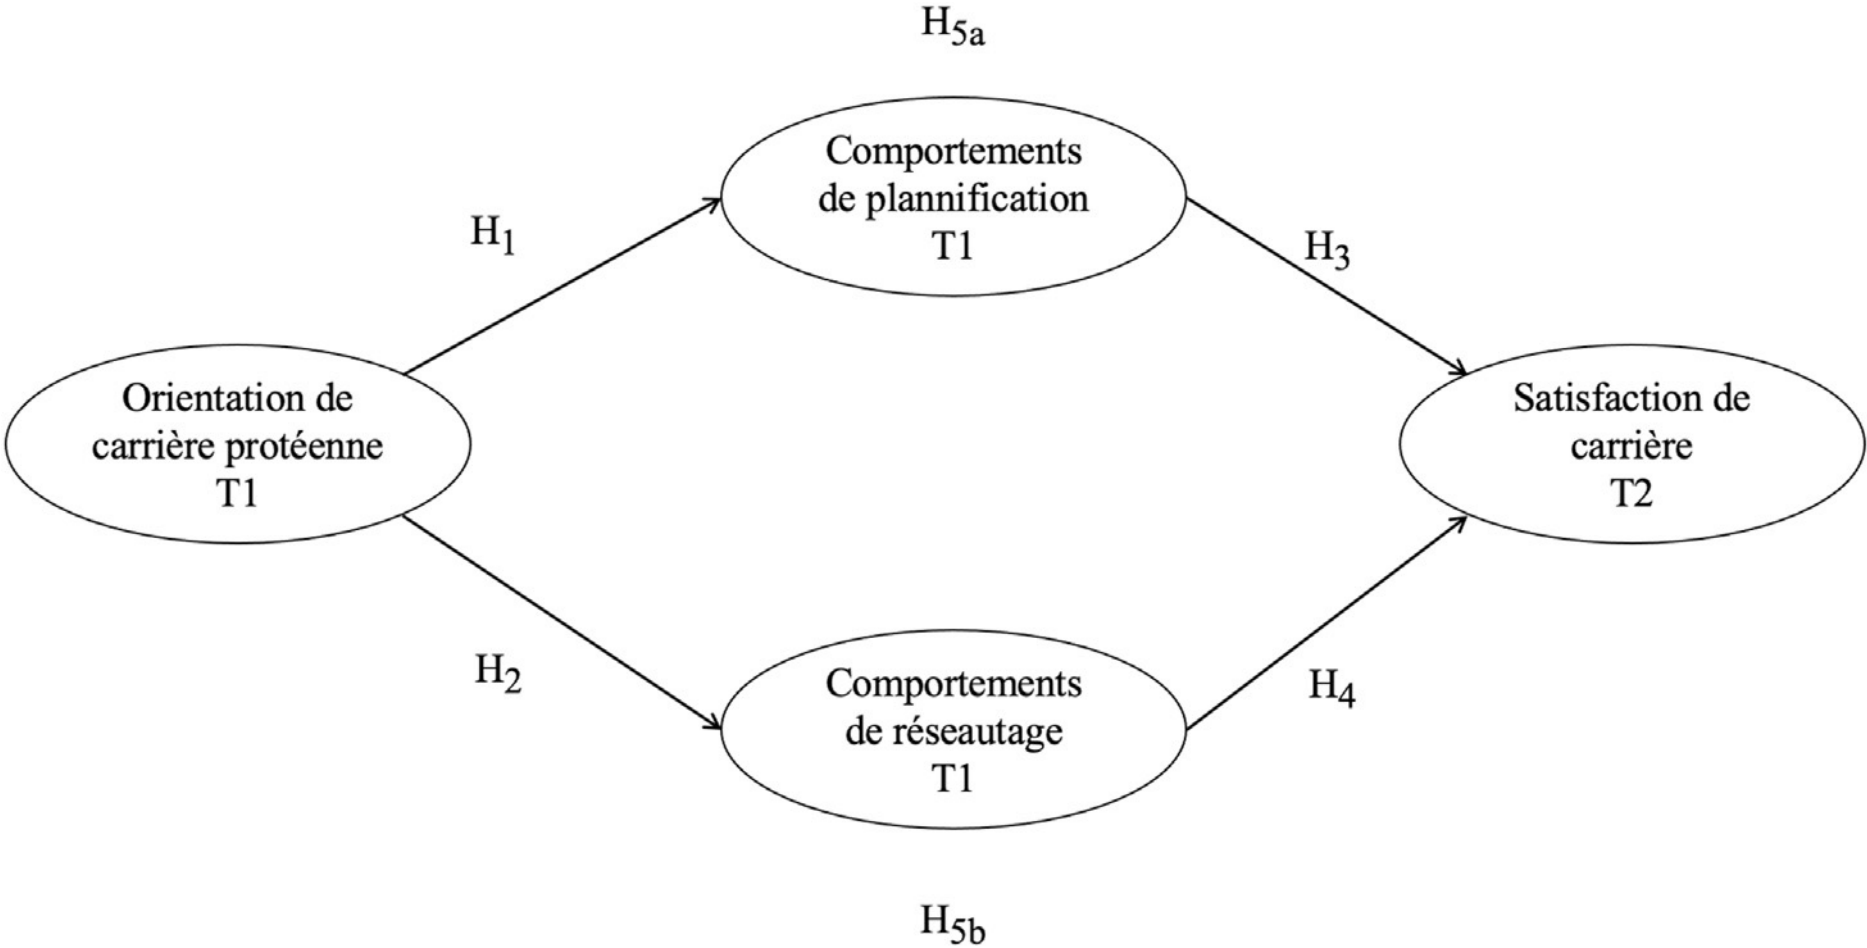 H5a
Comportements
de plannification
T1
H1
H3
Orientation de
carrière protéenne
T1
Satisfaction de
carrière
T2
H2
H4
Comportements
de réseautage
T1
H5b